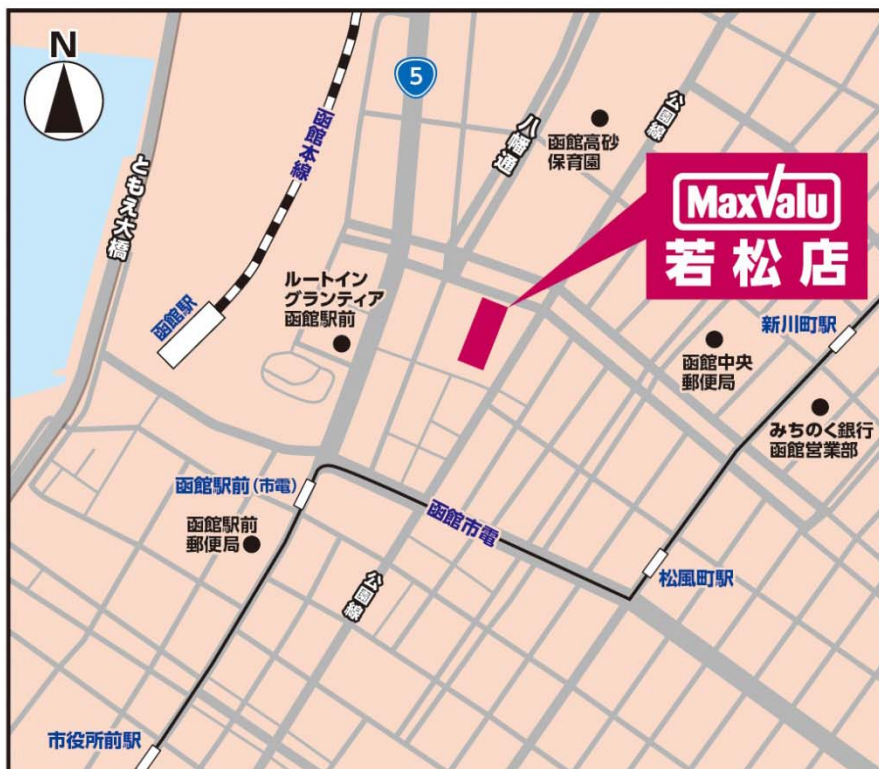 N
5
函館本線
八幡通
公園線
函館高砂
保育園
ともえ大橋
MaxValu
若松店
ルートイン
グランティア
函館駅前
函館駅
新川町駅
函館中央
郵便局
みちのく銀行
函館営業部
函館駅前(市電)
函館市電
函館駅前
郵便局
松風町駅
公園線
市役所前駅